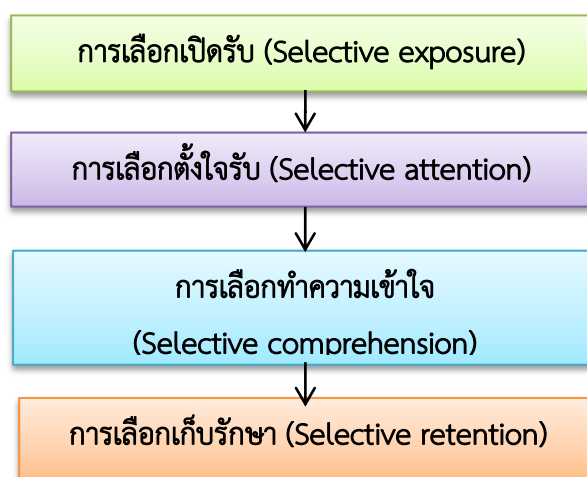 การเลือกเปิดรับ (Selective exposure)
การเลือกตั้งใจรับ (Selective attention)
การเลือกทำความเข้าใจ
(Selective comprehension)
การเลือกเก็บรักษา (Selective retention)